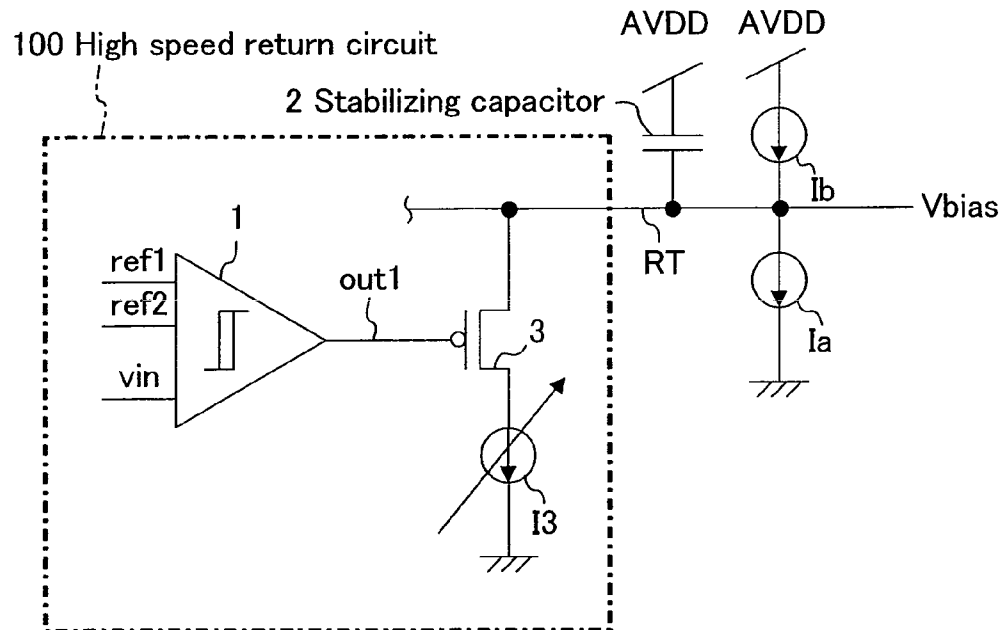 100 High speed return circuit
AVDD AVDD
2 Stabilizing capacitor
Ib
Vbias
RT
Ia
1
ref1
ref2
vin
out1
3
I3